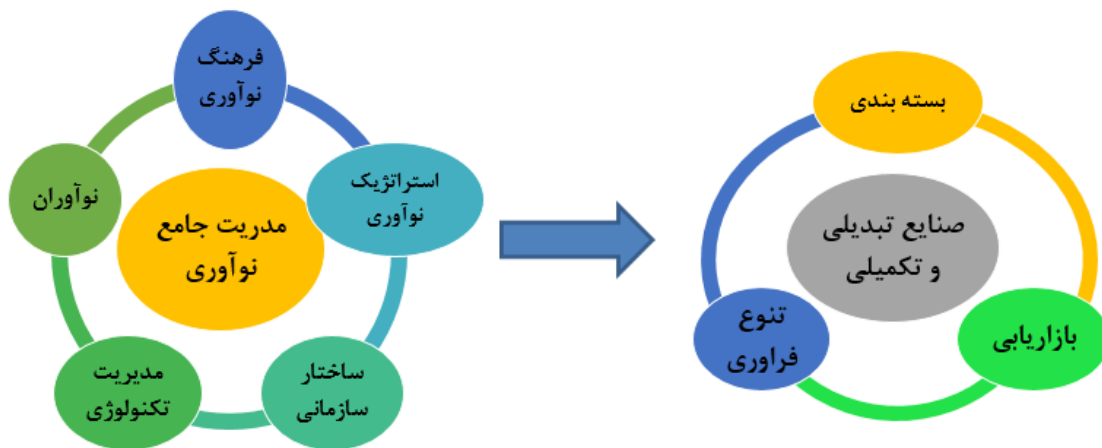 فرهنگ
نوآوری
استراتژیک
نوآوری
نوآوران
مدریت جامع
نوآوری
مدیریت
تکنولوژی
ساختار
سازمانی
بسته بندی
صنایع تبدیلی
و تکمیلی
تنوع
فراوری
بازاریابی